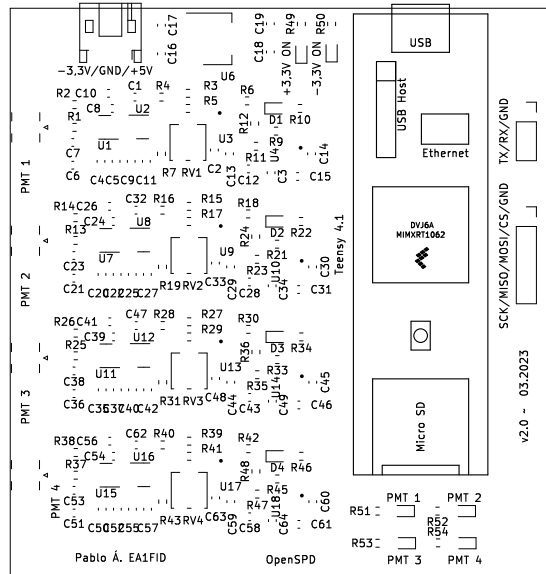 C17
C19
R49
R50
C16
C18
+3,3V ON
-3,3V ON
USB
-3,3V/GND/+5V
U6
R2 C10
C1
R4
R3
R6
C8
U2
R5
R1
D1
R10
R12
USB Host
Ethernet
TX/RX/GND
U1
U3
R9
R11
U4
C7
C14
PMT 1
C6
C4C5C9C11
R7 RV1
C2
C13
C12
C3
C15
R14C26
C32
R16
R17
R18
C24
U8
R15
R13
D2
R22
R24
Teensy 4.1
DVJ6A
MIMXRT1062
SCK/MISO/MOSI/CS/GND
U7
U9
R21
R23
U10
C23
C30
PMT 2
C21
C20C22C25C27
R19RV2
C33
C29
C28
C34
C31
R26C41
C47
R28
R27
R30
C39
U12
R29
R25
D3
R34
R36
U11
U13
R33
R35
U14
C38
C45
PMT 3
C36
C35C37C40C42
R31RV3
C48
C44
C43
C49
C46
Micro SD
v2.0 - 03.2023
R38C56
C62
R40
R39
R42
C54
U16
R41
R37
D4
R46
R48
U15
U17
R45
R47
U18
C53
C60
PMT 4
C51
C50C52C55C57
R43RV4
C63
C59
C58
C64
C61
PMT 1
PMT 2
R51
R52
R54
R53
PMT 3
PMT 4
Pablo Á. EA1FID
OpenSPD